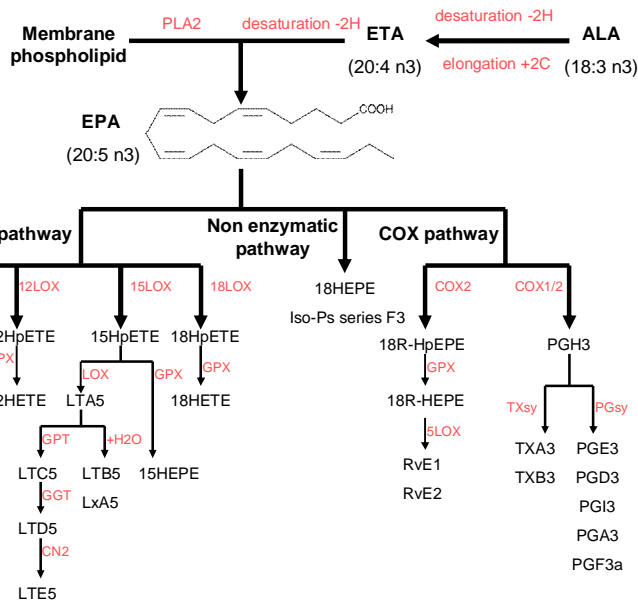 desaturation -2H
PLA2
desaturation -2H
Membrane
phospholipid
ETA
ALA
(20:4 n3)
elongation +2C
(18:3 n3)
COOH
EPA
(20:5 n3)
pathway
Non enzymatic
pathway
COX pathway
12LOX
15LOX
18LOX
18HEPE
COX2
COX1/2
Iso-Ps series F3
2HpETE
15HpETE
18HpETE
18R-HpEPE
PGH3
PX
LOX
GPX
GPX
GPX
2HETE
LTA5
18HETE
18R-HEPE
TXsy
PGsy
GPT
+H2O
5LOX
LTC5
LTB5
15HEPE
RvE1
TXA3
PGE3
GGT
LxA5
RvE2
TXB3
PGD3
LTD5
PGI3
CN2
PGA3
LTE5
PGF3a